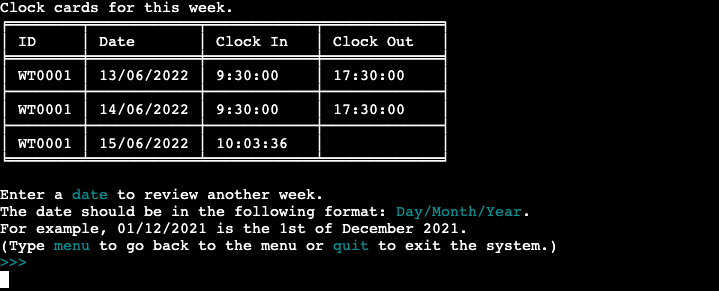 Clock cards for this week.
ID Date Clock In Clock Out
WT0001 13/06/2022 9:30:00 17:30:00
WT0001 14/06/2022 9:30:00 17:30:00
WT0001 15/06/2022 10:03:36
Enter a date to review another week.
The date should be in the following format: Day/Month/Year.
For example, 01/12/2021 is the 1st of December 2021.
(Type menu to go back to the menu or quit to exit the system.)
>>>